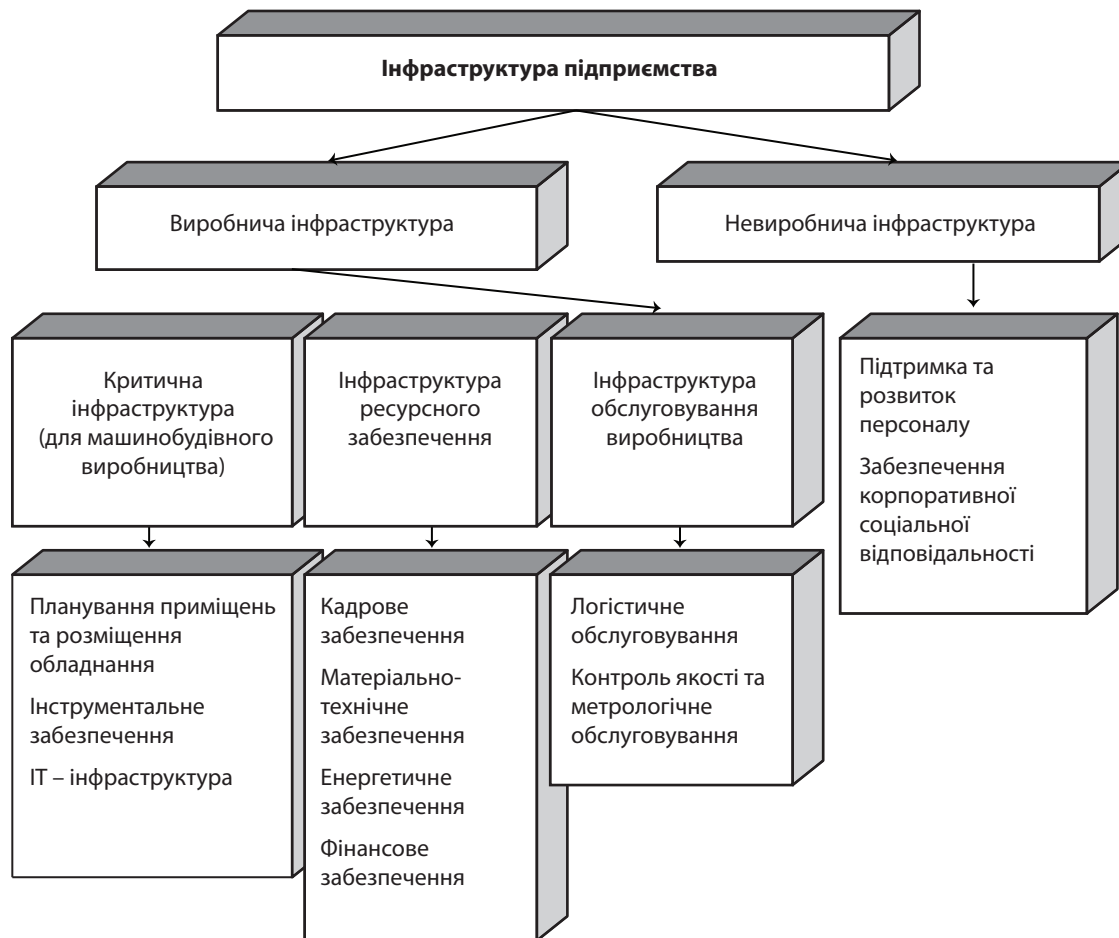 Інфраструктура підприємства
Виробнича інфраструктура
Невиробнича інфраструктура
Критична
інфраструктура
(для машинобудівного
виробництва)
Інфраструктура
ресурсного
забезпечення
Інфраструктура
обслуговування
виробництва
Підтримка та
розвиток
персоналу
Забезпечення
корпоративної
соціальної
відповідальності
Планування приміщень
та розміщення
обладнання
Інструментальне
забезпечення
ІТ – інфраструктура
Кадрове
забезпечення
Матеріально-
технічне
забезпечення
Енергетичне
забезпечення
Фінансове
забезпечення
Логістичне
обслуговування
Контроль якості та
метрологічне
обслуговування